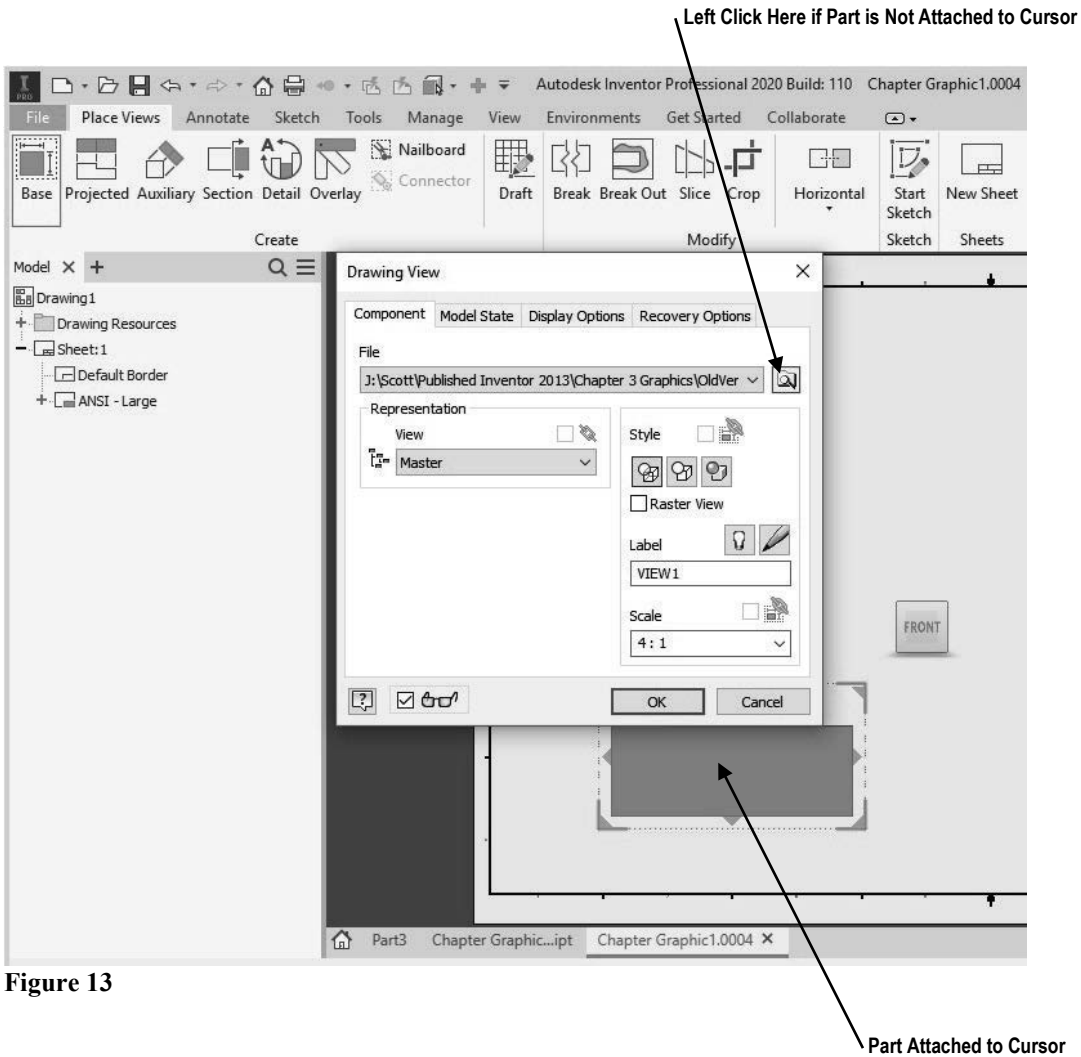 Left Click Here if Part is Not Attached to Cursor
I
PRO
Autodesk Inventor Professional 2020 Build: 110 Chapter Graphic1.0004
File Place Views Annotate Sketch Tools Manage View Environments Get Started Collaborate
Base Projected Auxiliary Section Detail Overlay
A
Nailboard
Connector
Draft Break Break Out Slice Crop Horizontal Start Sketch New Sheet
Create Modify Sketch Sheets
Model X +
Drawing1
Drawing Resources
Sheet:1
Default Border
ANSI - Large
Drawing View
Component Model State Display Options Recovery Options
File
J:\Scott\Published Inventor 2013\Chapter 3 Graphics\OldVer
Representation
View
Master
Style
Raster View
Label
VIEW1
Scale
4 : 1
?
OK Cancel
FRONT
Part3 Chapter Graphic...ipt Chapter Graphic1.0004 X
Figure 13
Part Attached to Cursor